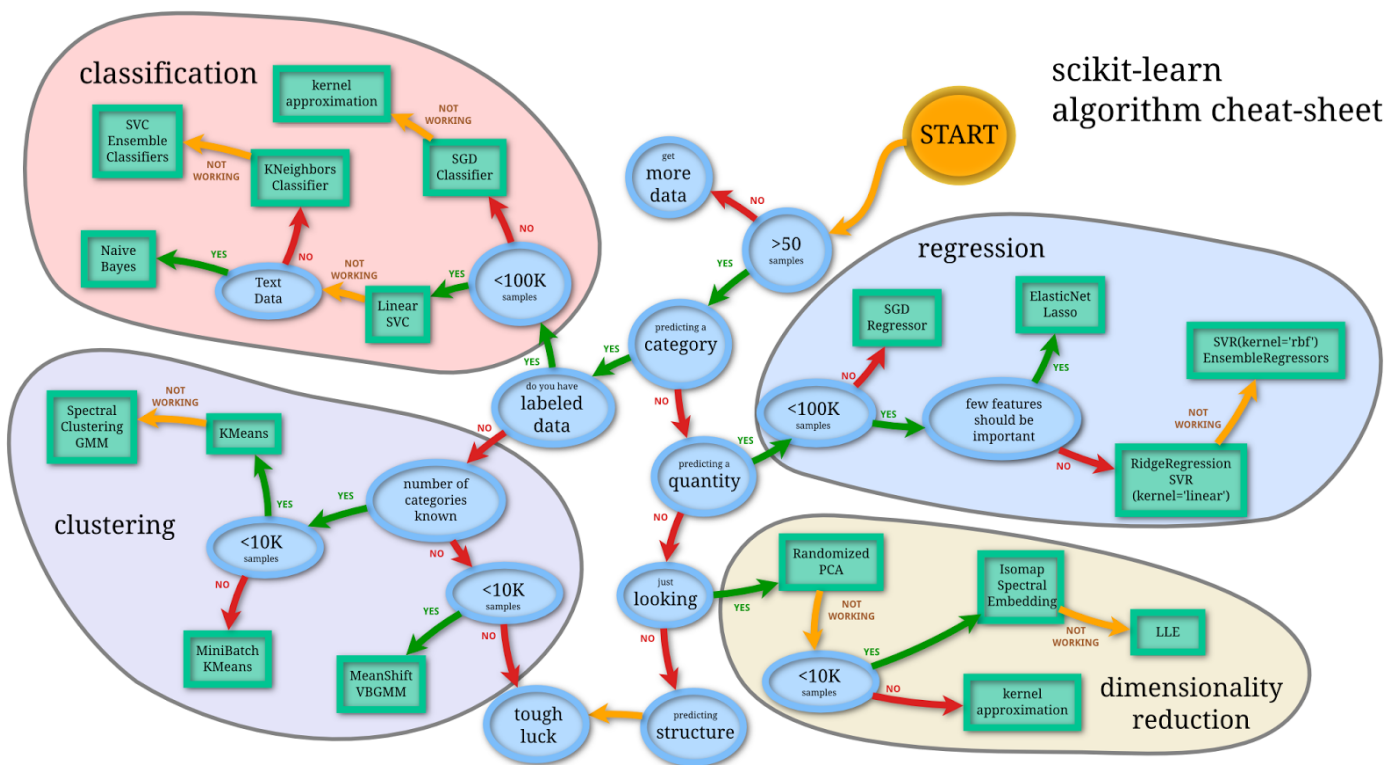 scikit-learn
algorithm cheat-sheet
START
>50
samples
NO
get
more
data
YES
predicting a
category
YES
do you have
labeled
data
YES
classification
<100K
samples
NO
SGD
Classifier
NOT
WORKING
kernel
approximation
YES
Linear
SVC
NOT
WORKING
Text
Data
YES
Naive
Bayes
NO
KNeighbors
Classifier
NOT
WORKING
SVC
Ensemble
Classifiers
NO
clustering
number of
categories
known
YES
<10K
samples
YES
KMeans
NOT
WORKING
Spectral
Clustering
GMM
NO
MiniBatch
KMeans
NO
<10K
samples
YES
MeanShift
VBGMM
NO
tough
luck
NO
predicting a
quantity
YES
regression
<100K
samples
NO
SGD
Regressor
YES
few features
should be
important
YES
ElasticNet
Lasso
NO
RidgeRegression
SVR
(kernel='linear')
NOT
WORKING
SVR(kernel='rbf')
EnsembleRegressors
NO
just
looking
YES
dimensionality
reduction
Randomized
PCA
NOT
WORKING
<10K
samples
YES
Isomap
Spectral
Embedding
NOT
WORKING
LLE
NO
kernel
approximation
NO
predicting
structure